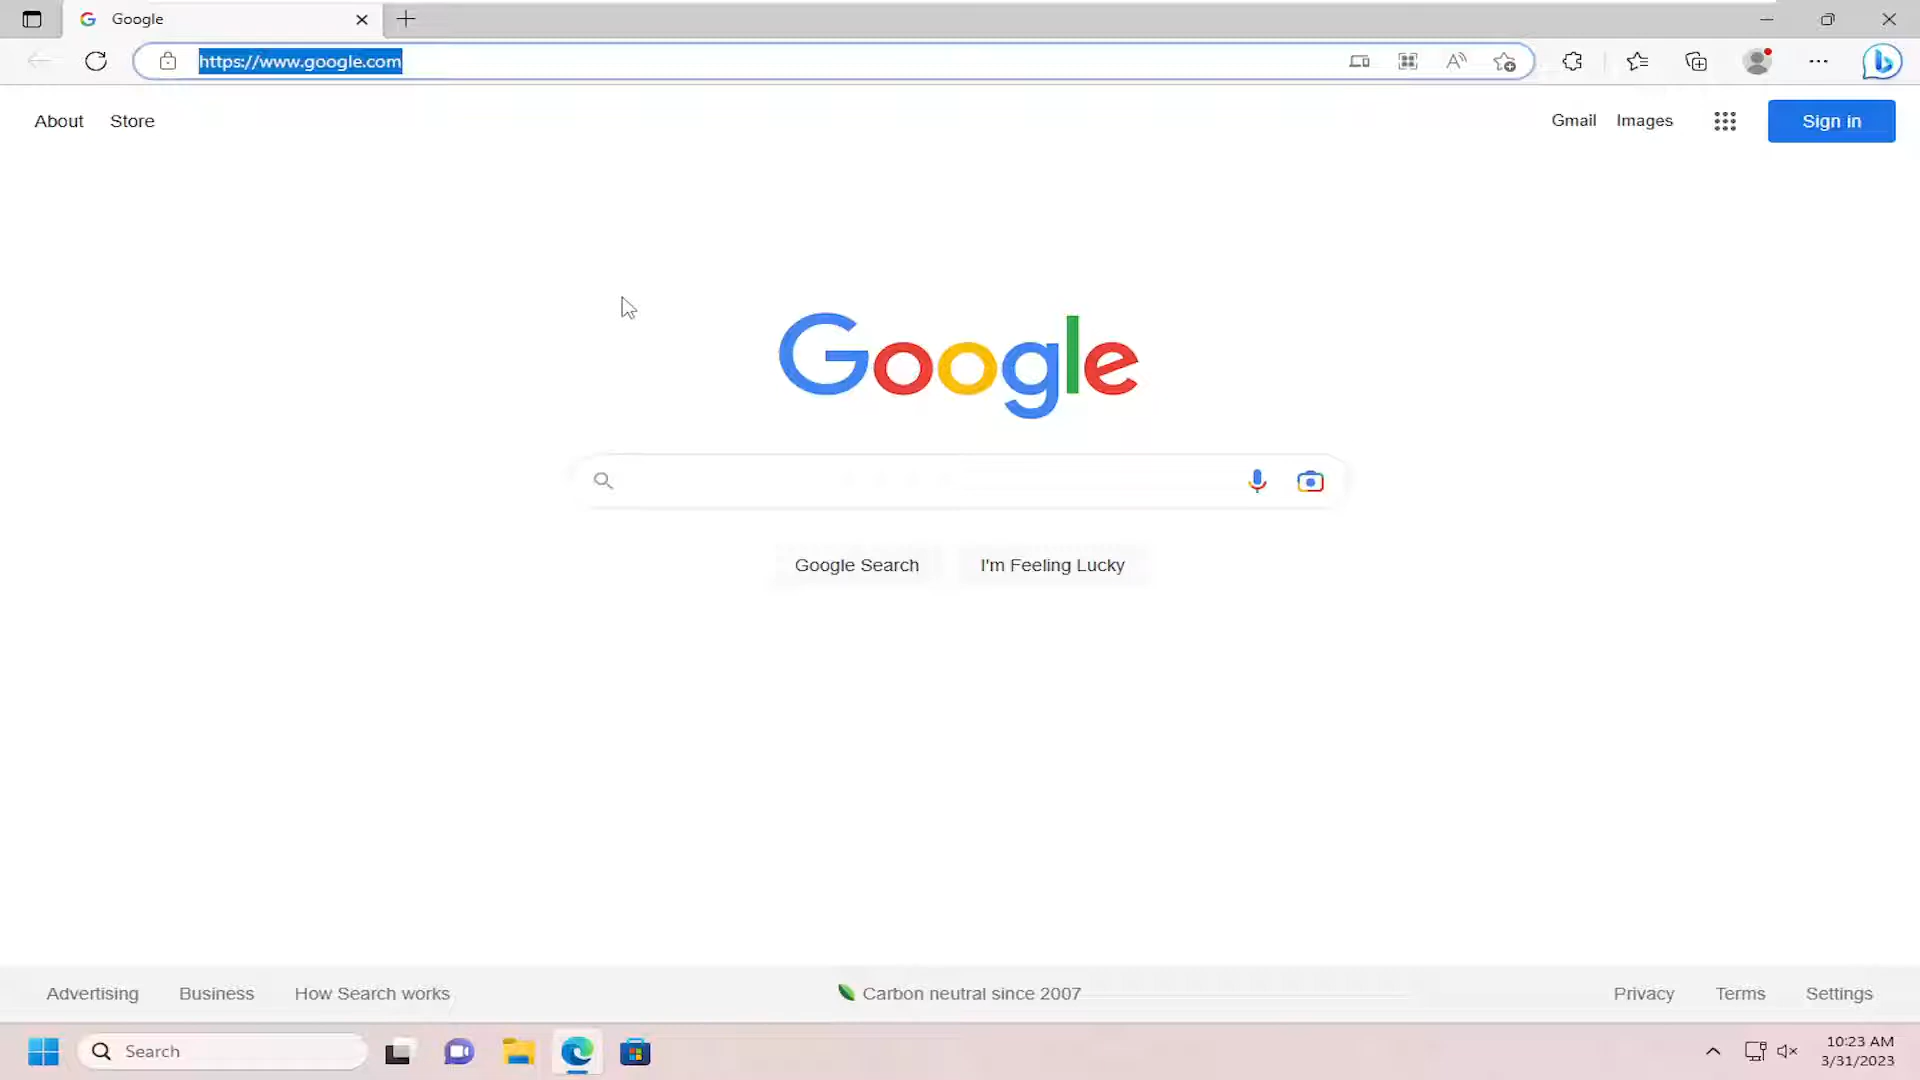 Google
https://www.google.com
About Store
Gmail Images Sign in
Google
Google Search I'm Feeling Lucky
Advertising Business How Search works Carbon neutral since 2007 Privacy Terms Settings
Search
10:23 AM
3/31/2023